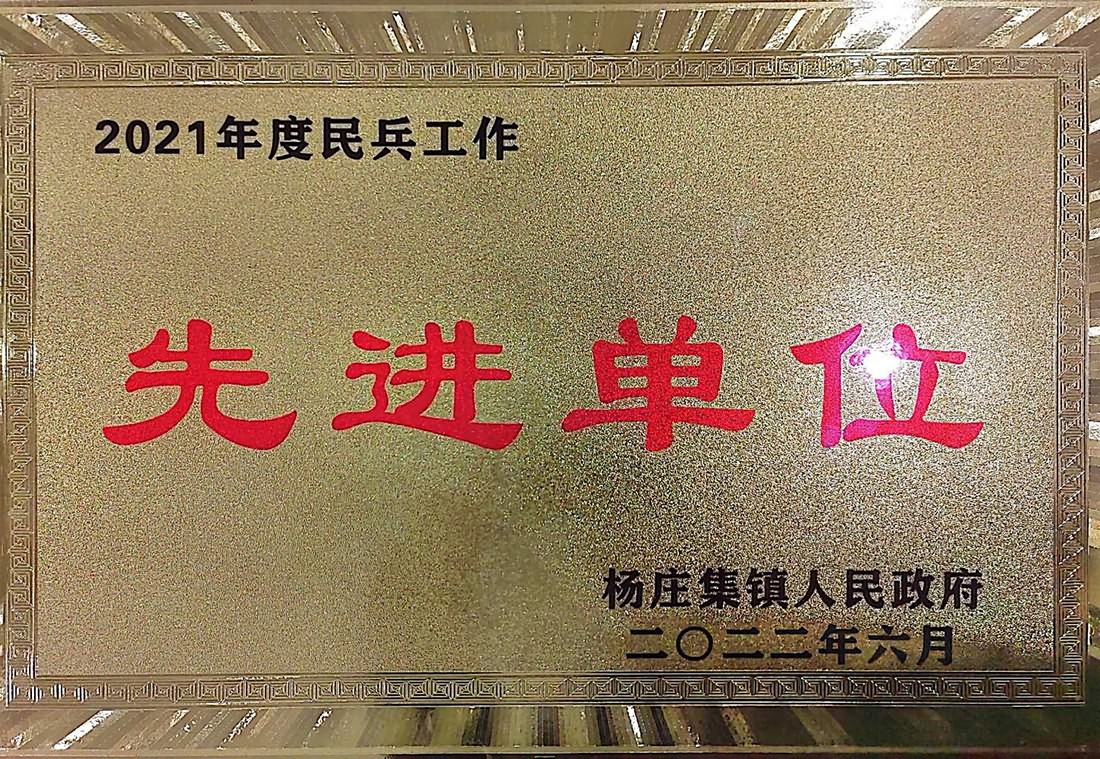 2021年度民兵工作
先进单位
杨庄集镇人民政府
二〇二二年六月